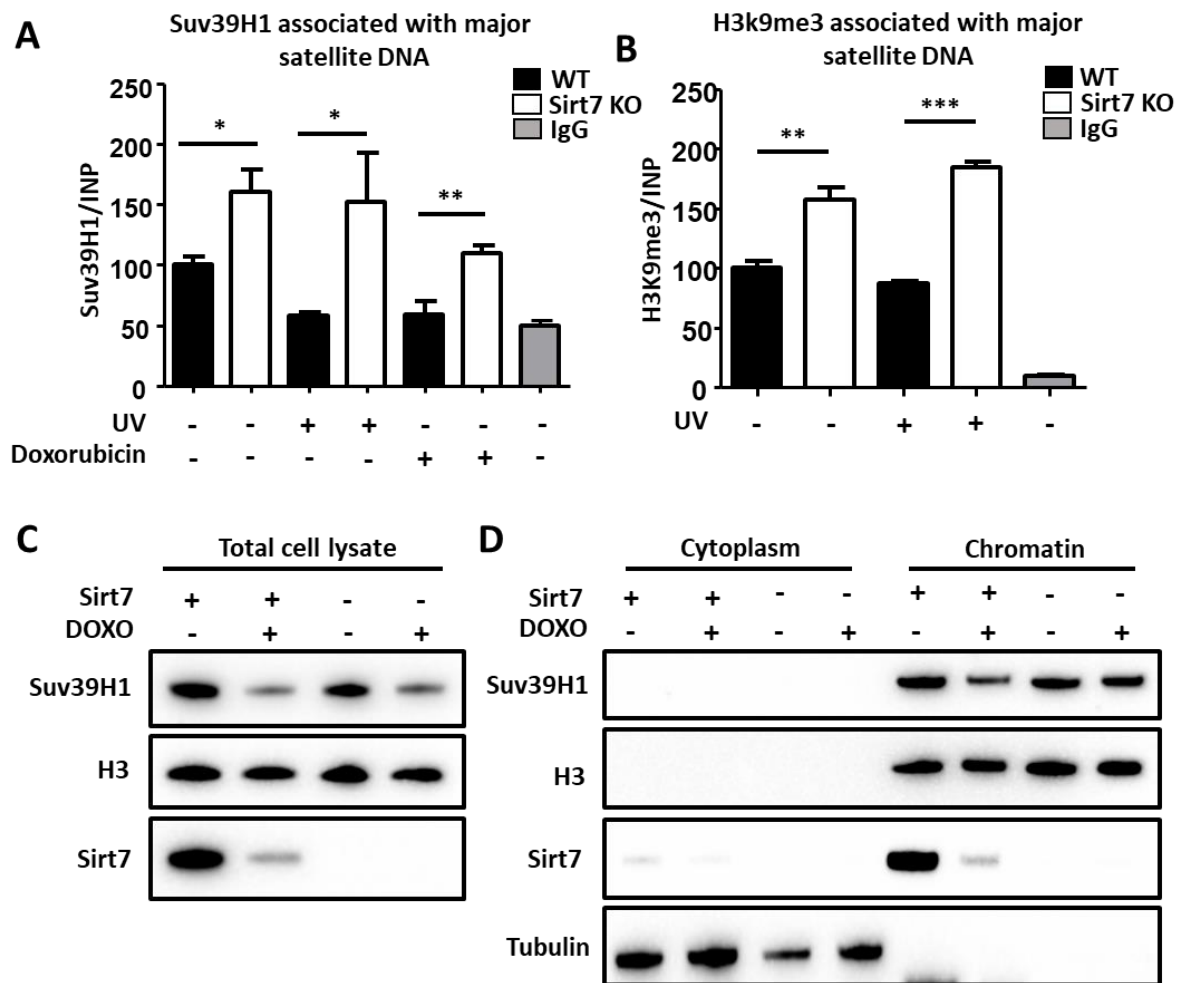 A
Suv39H1 associated with major
satellite DNA
WT
Sirt7 KO
IgG
Suv39H1/INP
250
200
150
100
50
0
* * **
UV - - + + - - -
Doxorubicin - - - - + + -
B
H3k9me3 associated with major
satellite DNA
WT
Sirt7 KO
IgG
H3K9me3/INP
250
200
150
100
50
0
** ***
UV - - + + -
C
Total cell lysate
Sirt7 + + - -
DOXO - + - +
Suv39H1
H3
Sirt7
D
Cytoplasm Chromatin
Sirt7 + + - - + + - -
DOXO - + - + - + - +
Suv39H1
H3
Sirt7
Tubulin